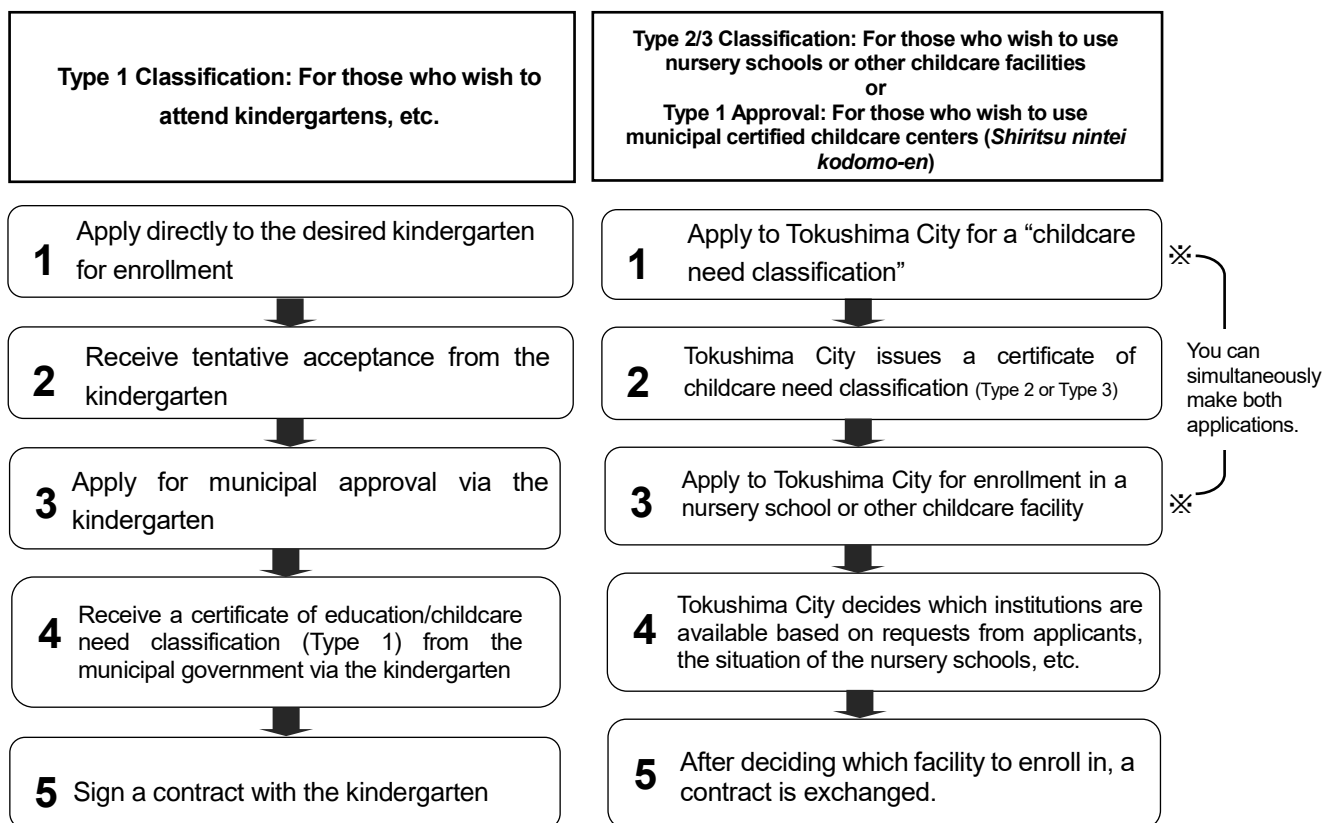 Type 1 Classification: For those who wish to
attend kindergartens, etc.
1
Apply directly to the desired kindergarten
for enrollment
2
Receive tentative acceptance from the
kindergarten
3
Apply for municipal approval via the
kindergarten
4
Receive a certificate of education/childcare
need classification (Type 1) from the
municipal government via the kindergarten
5
Sign a contract with the kindergarten
Type 2/3 Classification: For those who wish to use
nursery schools or other childcare facilities
or
Type 1 Approval: For those who wish to use
municipal certified childcare centers (Shiritsu nintei
kodomo-en)
1
Apply to Tokushima City for a “childcare
need classification”
※
2
Tokushima City issues a certificate of
childcare need classification (Type 2 or Type 3)
3
Apply to Tokushima City for enrollment in a
nursery school or other childcare facility
※
You can
simultaneously
make both
applications.
4
Tokushima City decides which institutions are
available based on requests from applicants,
the situation of the nursery schools, etc.
5
After deciding which facility to enroll in, a
contract is exchanged.